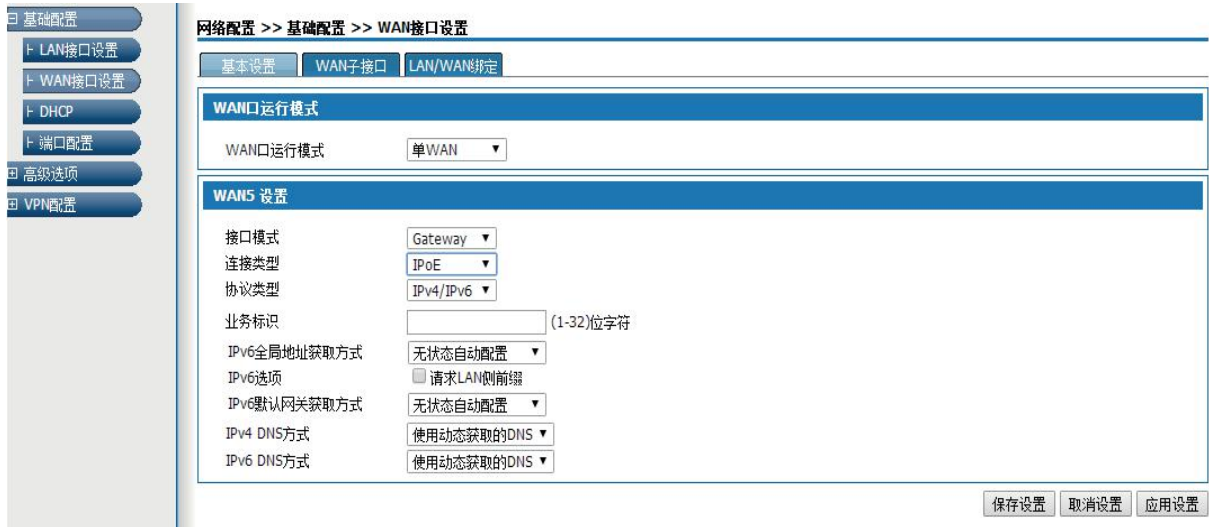 基础配置
LAN接口设置
WAN接口设置
DHCP
端口配置
高级选项
VPN配置
网络配置 >> 基础配置 >> WAN接口设置
基本设置 WAN子接口 LAN/WAN绑定
WAN口运行模式
WAN口运行模式 单WAN
WAN5 设置
接口模式 Gateway
连接类型 IPoE
协议类型 IPv4/IPv6
业务标识 (1-32)位字符
IPv6全局地址获取方式 无状态自动配置
IPv6选项 请求LAN侧前缀
IPv6默认网关获取方式 无状态自动配置
IPv4 DNS方式 使用动态获取的DNS
IPv6 DNS方式 使用动态获取的DNS
保存设置 取消设置 应用设置